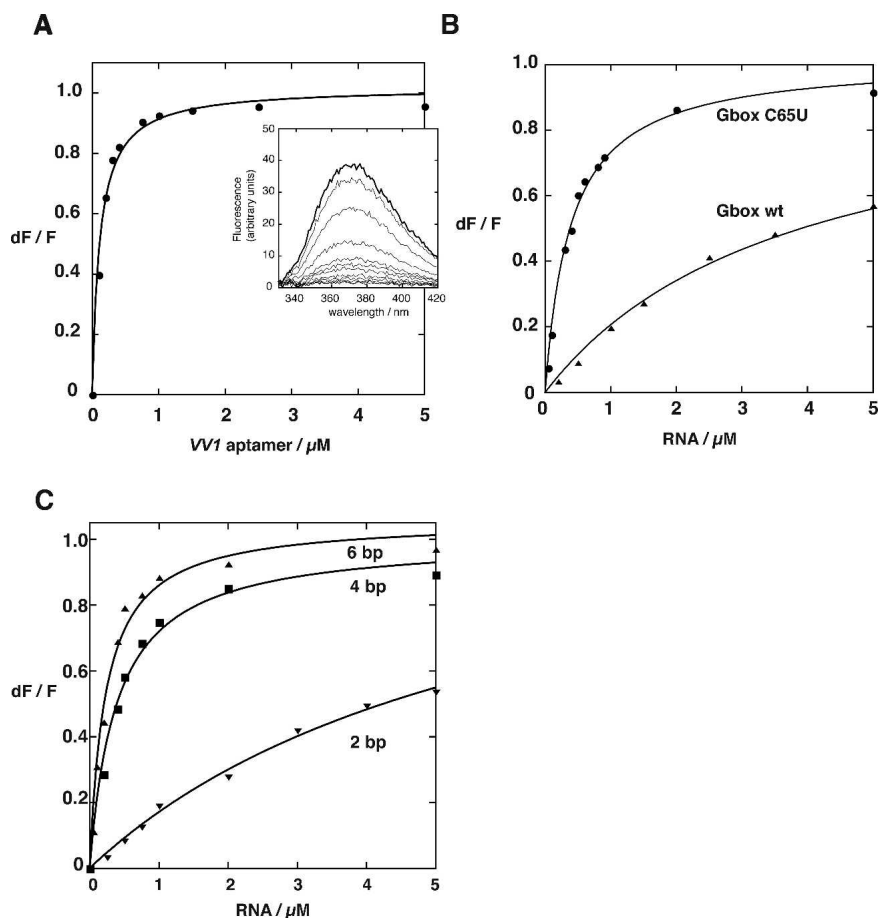 A
dF / F
1.0
0.8
0.6
0.4
0.2
0
0 1 2 3 4 5
VV1 aptamer / µM
Fluorescence
(arbitrary units)
50
40
30
20
10
0
340 360 380 400 420
wavelength / nm
B
dF / F
1.0
0.8
0.6
0.4
0.2
0
0 1 2 3 4 5
RNA / µM
Gbox C65U
Gbox wt
C
dF / F
1.0
0.8
0.6
0.4
0.2
0
0 1 2 3 4 5
RNA / µM
6 bp
4 bp
2 bp